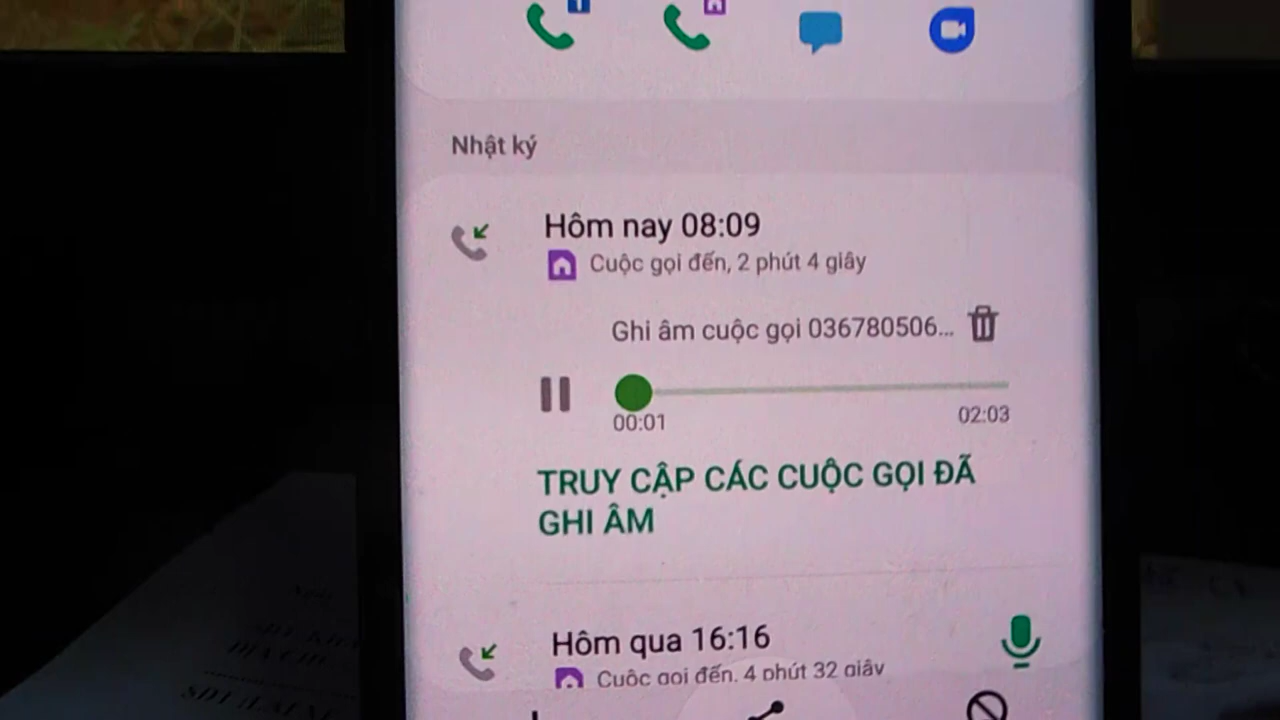 Nhật ký
Hôm nay 08:09
Cuộc gọi đến, 2 phút 4 giây
Ghi âm cuộc gọi 036780506...
00:01
02:03
TRUY CẬP CÁC CUỘC GỌI ĐÃ
GHI ÂM
Hôm qua 16:16
Cuộc gọi đến, 4 phút 32 giây